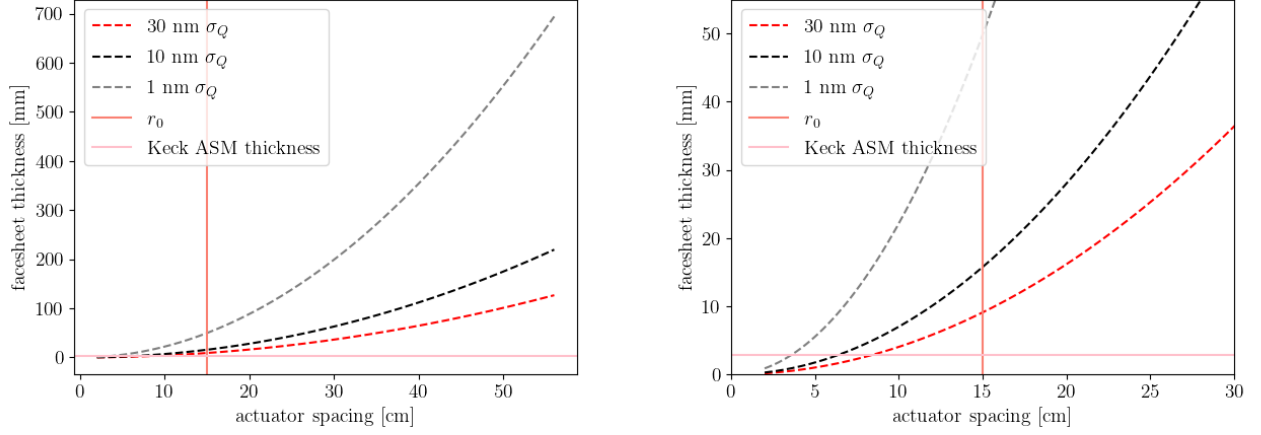 700
600
500
400
300
200
100
0
facesheet thickness [mm]
30 nm σ_Q
10 nm σ_Q
1 nm σ_Q
r_0
Keck ASM thickness
0
10
20
30
40
50
actuator spacing [cm]
50
40
30
20
10
0
facesheet thickness [mm]
30 nm σ_Q
10 nm σ_Q
1 nm σ_Q
r_0
Keck ASM thickness
0
5
10
15
20
25
30
actuator spacing [cm]